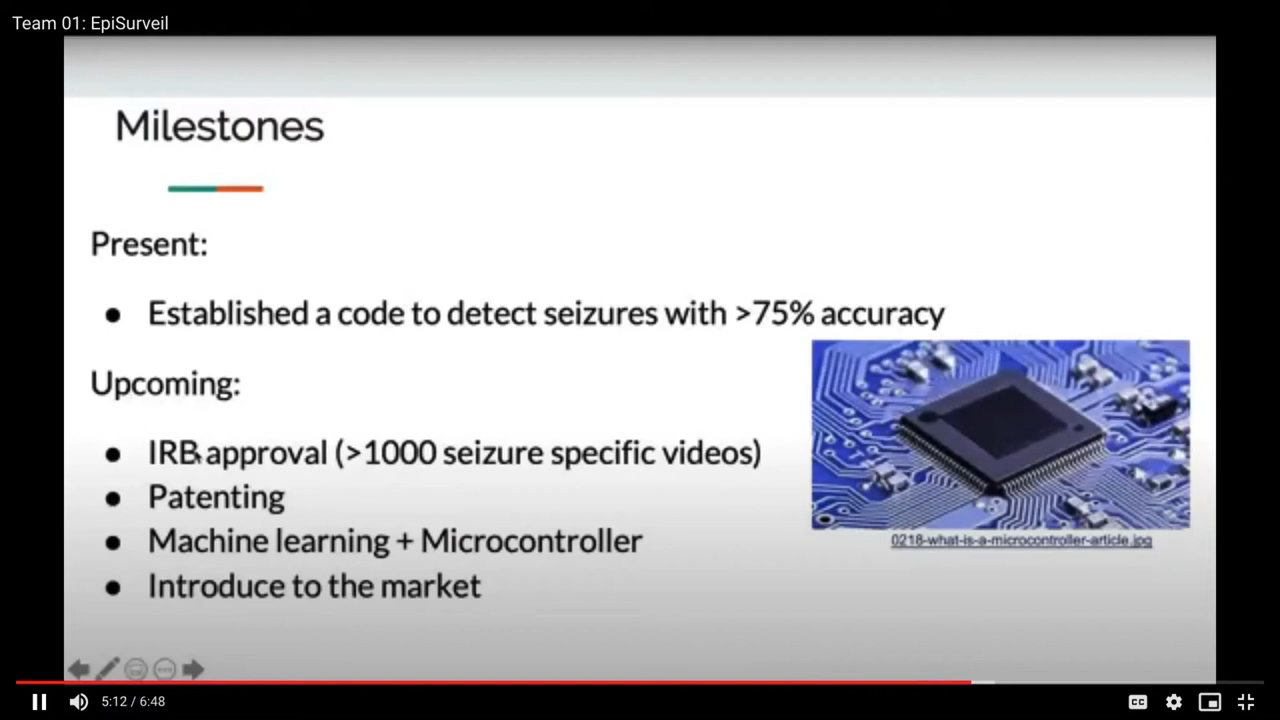 Team 01: EpiSurveil
Milestones
Present:
● Established a code to detect seizures with >75% accuracy
Upcoming:
● IRB approval (>1000 seizure specific videos)
● Patenting
● Machine learning + Microcontroller
● Introduce to the market
0218-what-is-a-microcontroller-article.jpg
5:12 / 6:48
CC